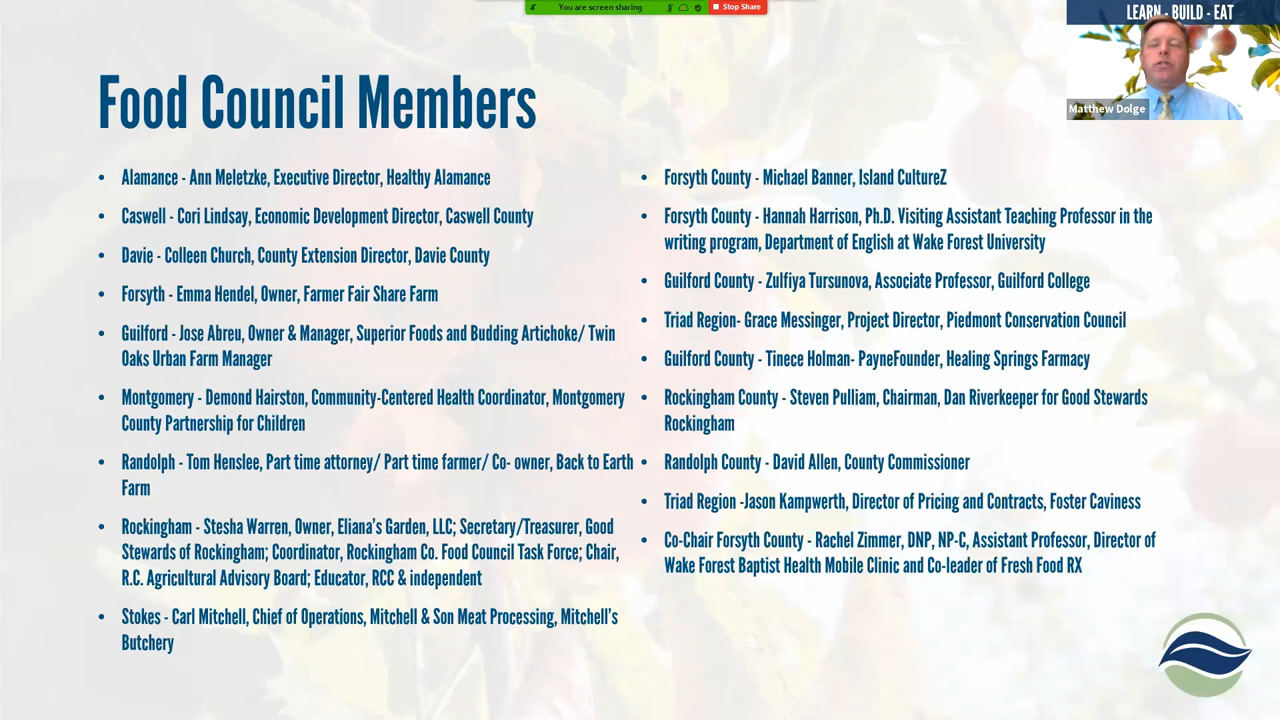 You are screen sharing
Stop Share
LEARN - BUILD - EAT
Matthew Dolge
Food Council Members
• Alamance - Ann Meletzke, Executive Director, Healthy Alamance
• Caswell - Cori Lindsay, Economic Development Director, Caswell County
• Davie - Colleen Church, County Extension Director, Davie County
• Forsyth - Emma Hendel, Owner, Farmer Fair Share Farm
• Guilford - Jose Abreu, Owner & Manager, Superior Foods and Budding Artichoke/ Twin
Oaks Urban Farm Manager
• Montgomery - Demond Hairston, Community-Centered Health Coordinator, Montgomery
County Partnership for Children
• Randolph - Tom Henslee, Part time attorney/ Part time farmer/ Co- owner, Back to Earth
Farm
• Rockingham - Stesha Warren, Owner, Eliana's Garden, LLC; Secretary/Treasurer, Good
Stewards of Rockingham; Coordinator, Rockingham Co. Food Council Task Force; Chair,
R.C. Agricultural Advisory Board; Educator, RCC & independent
• Stokes - Carl Mitchell, Chief of Operations, Mitchell & Son Meat Processing, Mitchell's
Butchery
• Forsyth County - Michael Banner, Island CultureZ
• Forsyth County - Hannah Harrison, Ph.D. Visiting Assistant Teaching Professor in the
writing program, Department of English at Wake Forest University
• Guilford County - Zulfiya Tursunova, Associate Professor, Guilford College
• Triad Region- Grace Messinger, Project Director, Piedmont Conservation Council
• Guilford County - Tinece Holman- PayneFounder, Healing Springs Farmacy
• Rockingham County - Steven Pulliam, Chairman, Dan Riverkeeper for Good Stewards
Rockingham
• Randolph County - David Allen, County Commissioner
• Triad Region -Jason Kampwerth, Director of Pricing and Contracts, Foster Caviness
• Co-Chair Forsyth County - Rachel Zimmer, DNP, NP-C, Assistant Professor, Director of
Wake Forest Baptist Health Mobile Clinic and Co-leader of Fresh Food RX